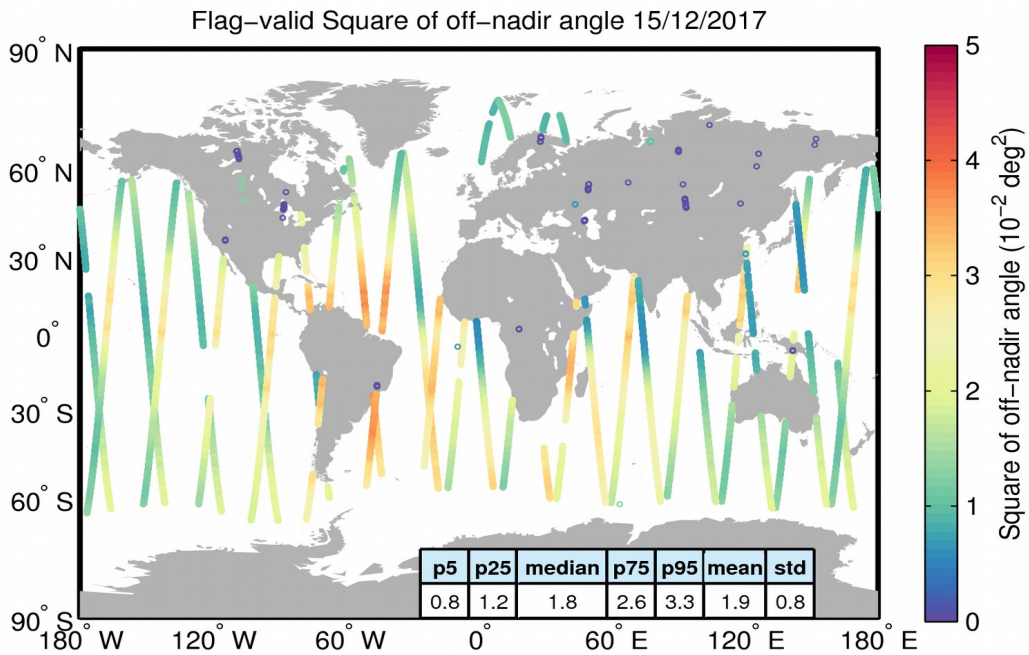 Flag−valid Square of off−nadir angle 15/12/2017
90° N
60° N
30° N
0°
30° S
60° S
90° S
180° W
120° W
60° W
0°
60° E
120° E
180° E
p5 p25 median p75 p95 mean std
0.8 1.2 1.8 2.6 3.3 1.9 0.8
5
4
3
2
1
0
Square of off−nadir angle (10⁻² deg²)